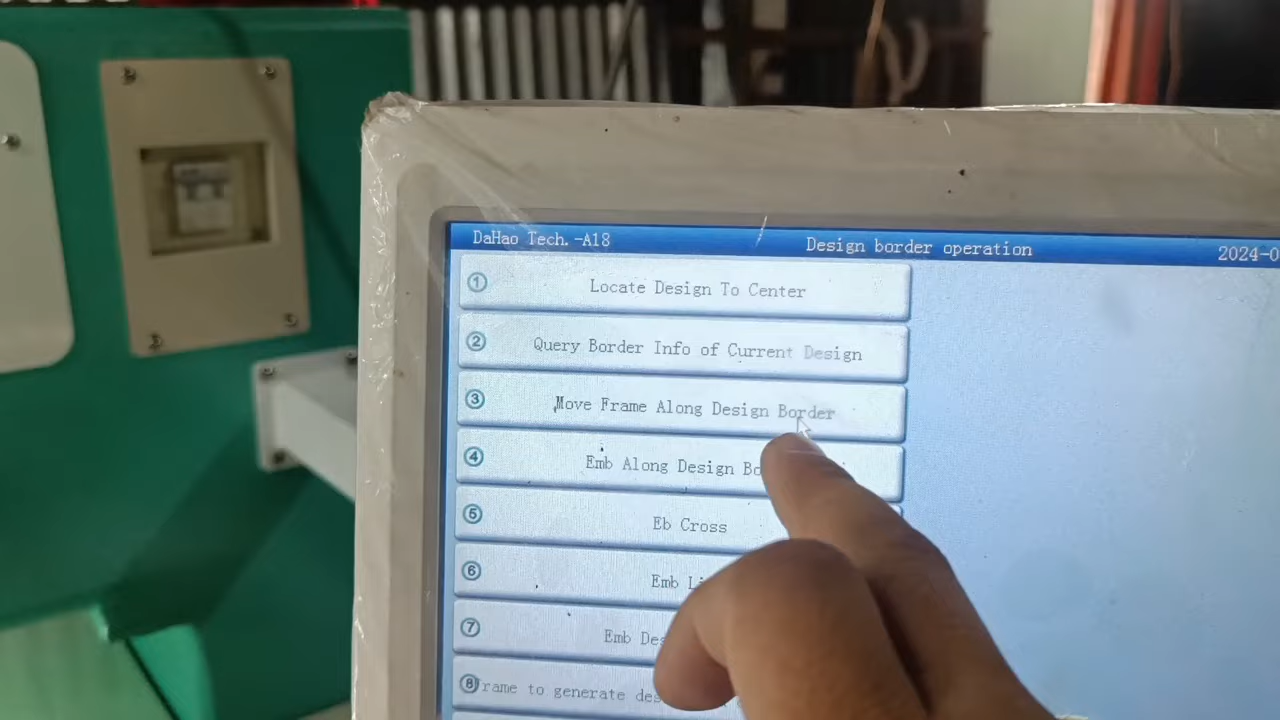 DaHao Tech.-A18
Design border operation
2024-0
① Locate Design To Center
② Query Border Info of Current Design
③ Move Frame Along Design Border
④ Emb Along Design Bo
⑤ Eb Cross
⑥ Emb Li
⑦ Emb Des
⑧ rame to generate des